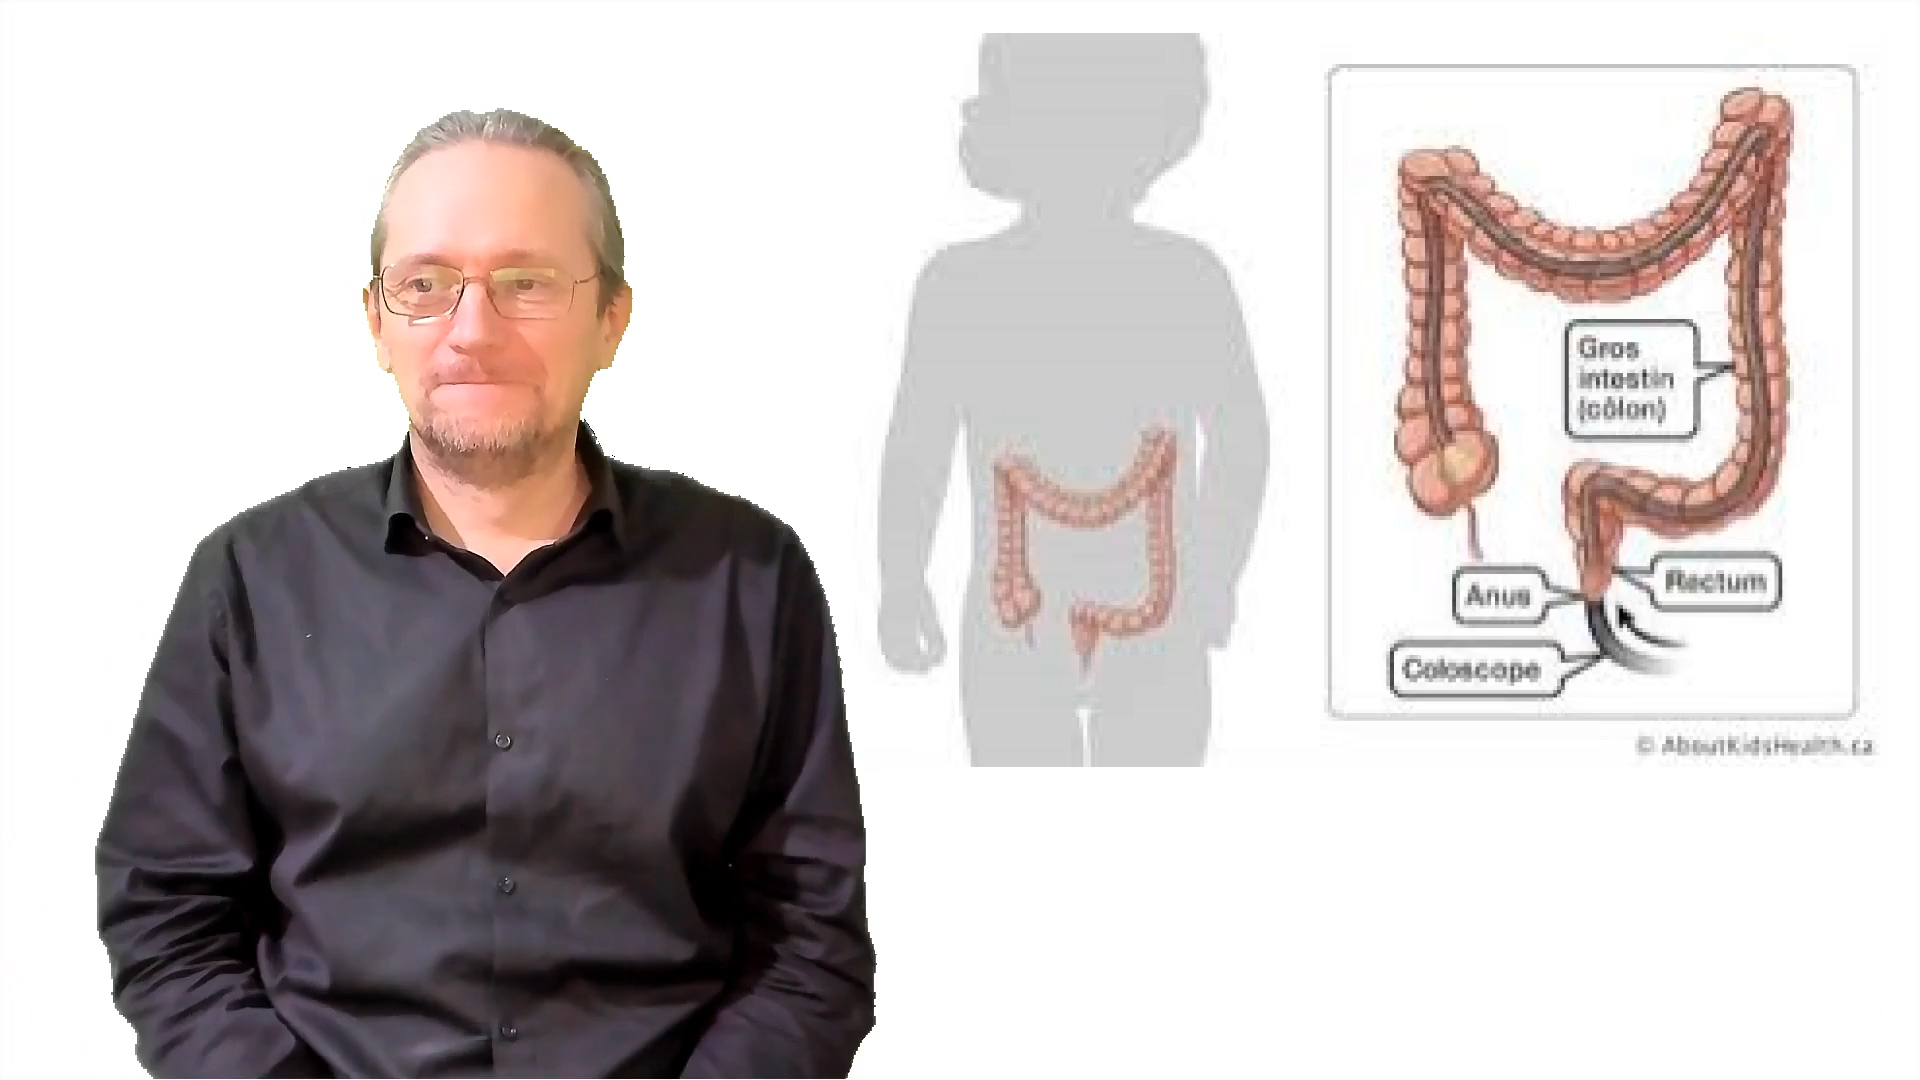 Gros
intestin
(côlon)
Anus
Rectum
Coloscope
© AboutKidsHealth.ca